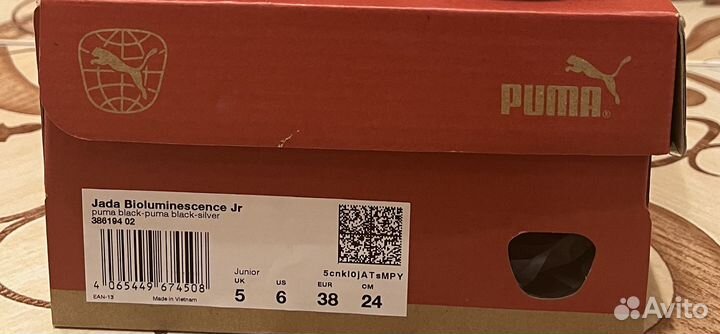 PUMA®
Jada Bioluminescence Jr
puma black-puma black-silver
386194 02
4 065449 674508
EAN-13
Made in Vietnam
Junior
UK US EUR CM
5 6 38 24
5cnkl0jATsMPY
Avito